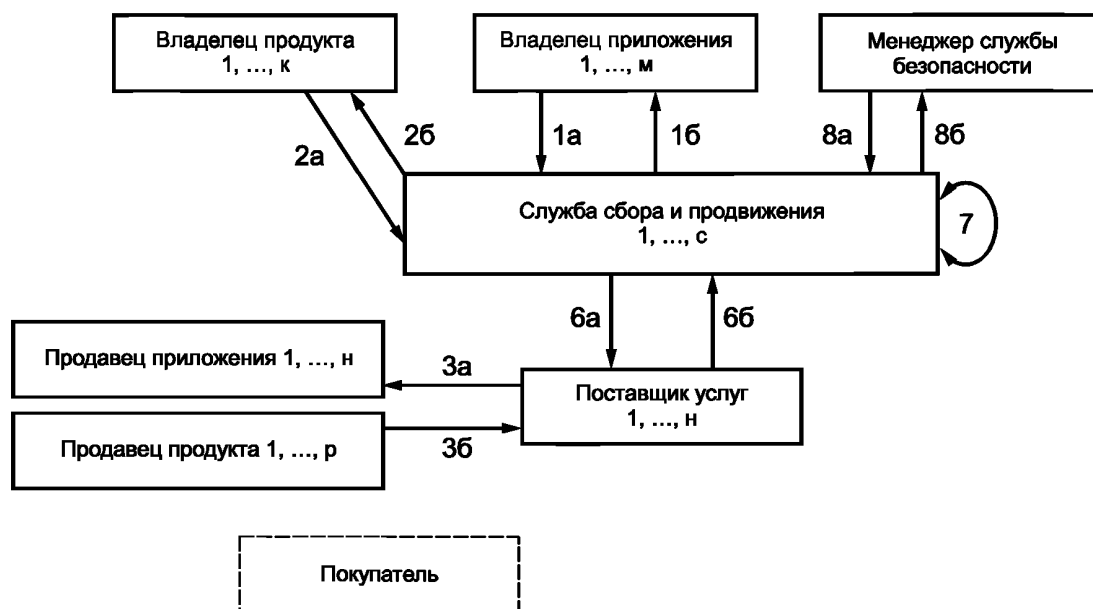 Владелец продукта
1, ..., к
Владелец приложения
1, ..., м
Менеджер службы
безопасности
2а
2б
1а
1б
8а
8б
Служба сбора и продвижения
1, ..., с
7
6а
6б
Продавец приложения 1, ..., н
3а
Поставщик услуг
1, ..., н
Продавец продукта 1, ..., р
3б
Покупатель